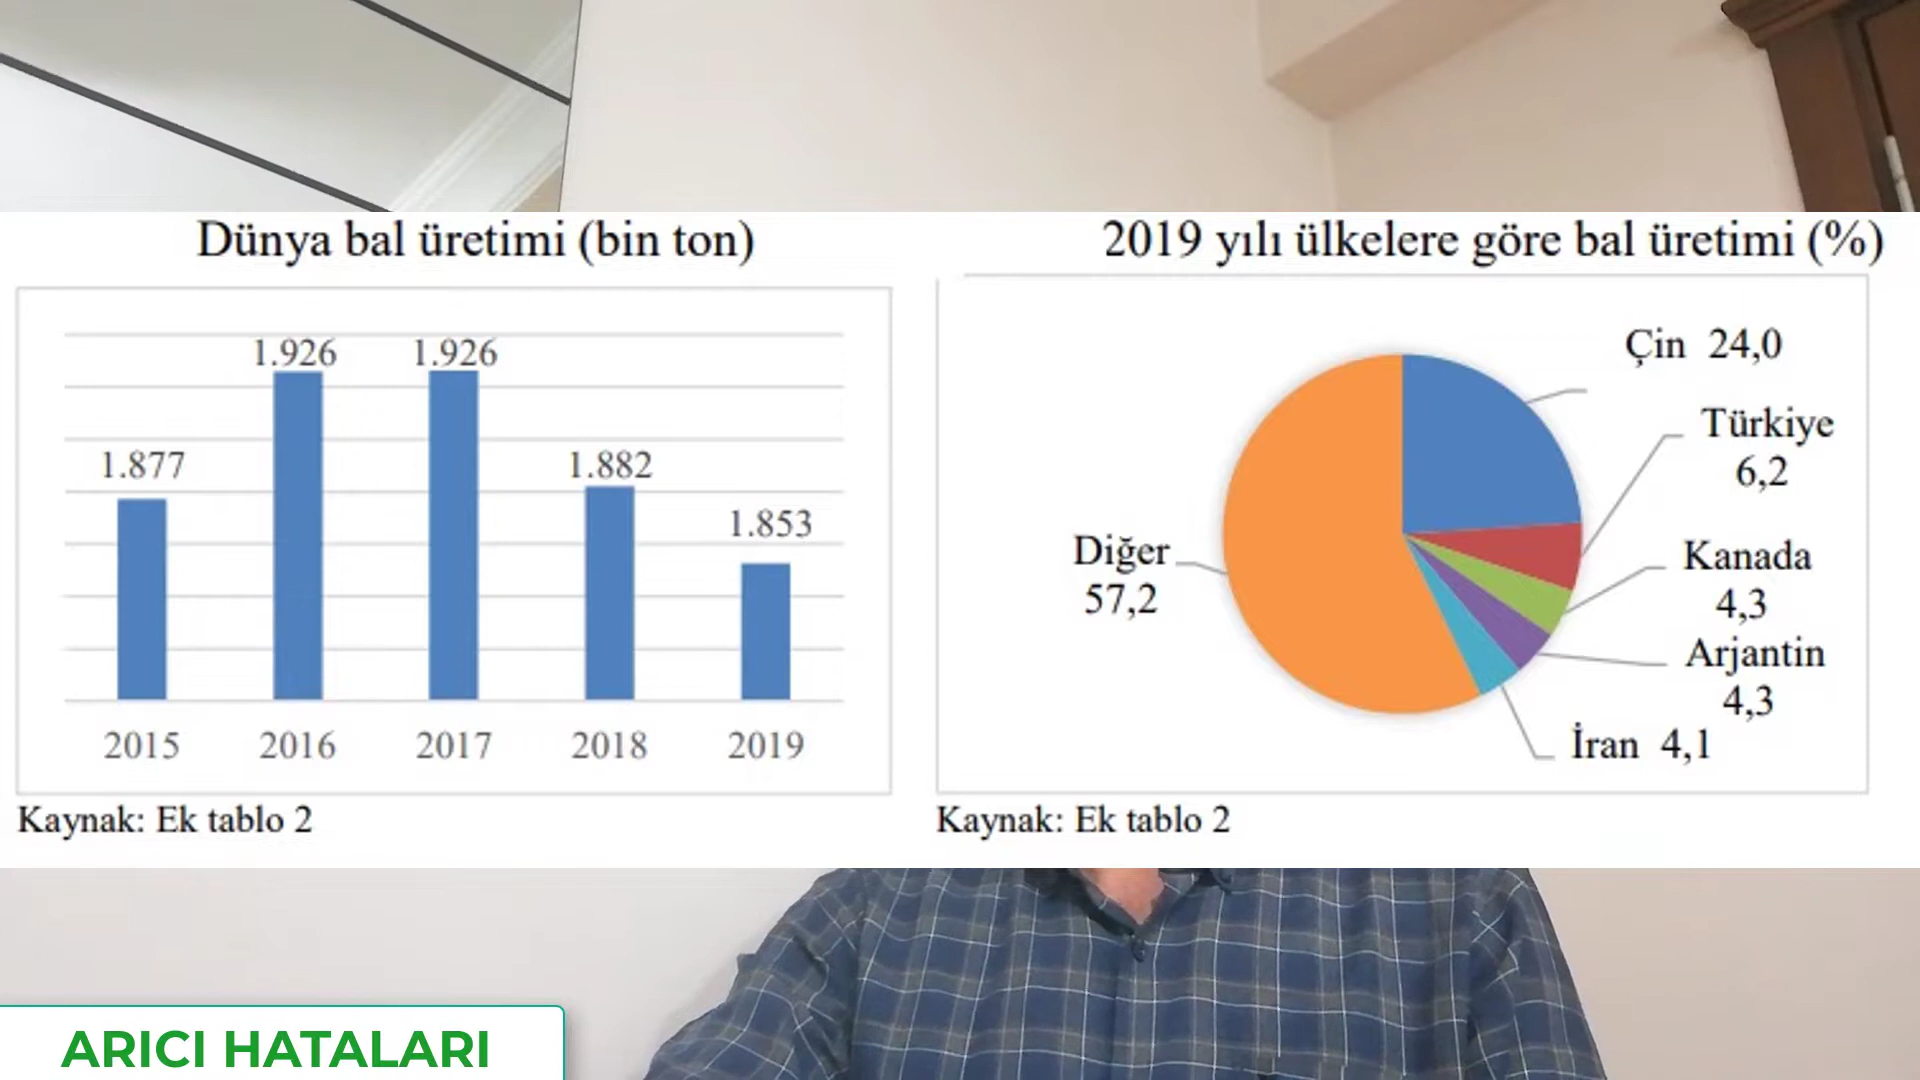 Dünya bal üretimi (bin ton)
1.877
1.926
1.926
1.882
1.853
2015 2016 2017 2018 2019
Kaynak: Ek tablo 2
2019 yılı ülkelere göre bal üretimi (%)
Çin 24,0
Türkiye
6,2
Kanada
4,3
Arjantin
4,3
İran 4,1
Diğer
57,2
Kaynak: Ek tablo 2
ARICI HATALARI